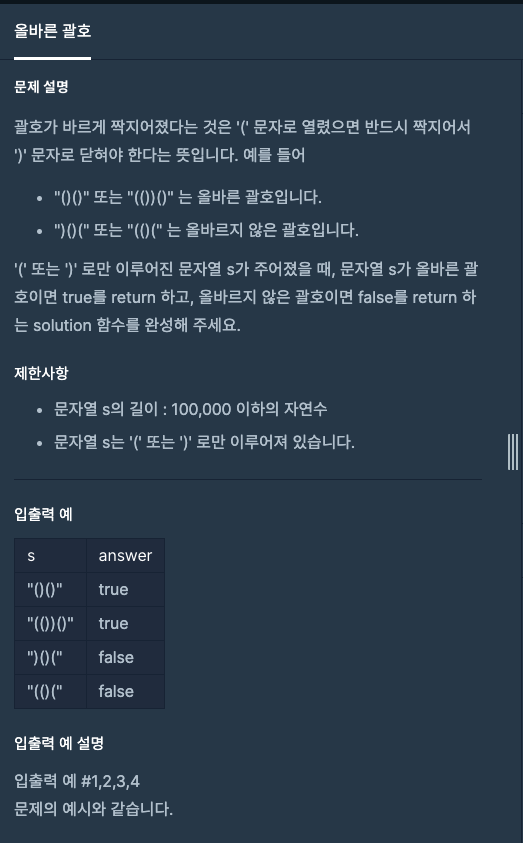 올바른 괄호
문제 설명
괄호가 바르게 짝지어졌다는 것은 '(' 문자로 열렸으면 반드시 짝지어서
')' 문자로 닫혀야 한다는 뜻입니다. 예를 들어
• "()()" 또는 "(())()" 는 올바른 괄호입니다.
• ")()(" 또는 "(()(" 는 올바르지 않은 괄호입니다.
'(' 또는 ')' 로만 이루어진 문자열 s가 주어졌을 때, 문자열 s가 올바른 괄
호이면 true를 return 하고, 올바르지 않은 괄호이면 false를 return 하
는 solution 함수를 완성해 주세요.
제한사항
• 문자열 s의 길이 : 100,000 이하의 자연수
• 문자열 s는 '(' 또는 ')' 로만 이루어져 있습니다.
입출력 예
s answer
"()()" true
"(())()" true
")()(" false
"(()(" false
입출력 예 설명
입출력 예 #1,2,3,4
문제의 예시와 같습니다.